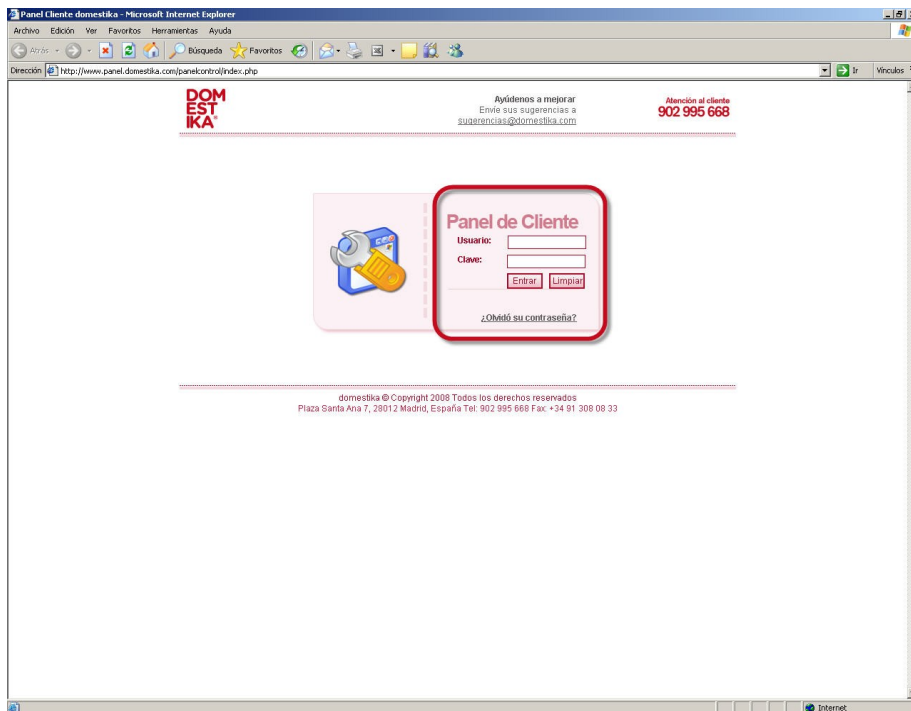 Panel Cliente domestika - Microsoft Internet Explorer
Archivo Edición Ver Favoritos Herramientas Ayuda
Atrás Búsqueda Favoritos
Dirección http://www.panel.domestika.com/panelcontrol/index.php Ir Vínculos
DOM
EST
IKA
Ayúdenos a mejorar
Envíe sus sugerencias a
sugerencias@domestika.com
Atención al cliente
902 995 668
Panel de Cliente
Usuario:
Clave:
Entrar Limpiar
¿Olvidó su contraseña?
domestika © Copyright 2008 Todos los derechos reservados
Plaza Santa Ana 7, 28012 Madrid, España Tel: 902 995 668 Fax: +34 91 308 08 33
Internet